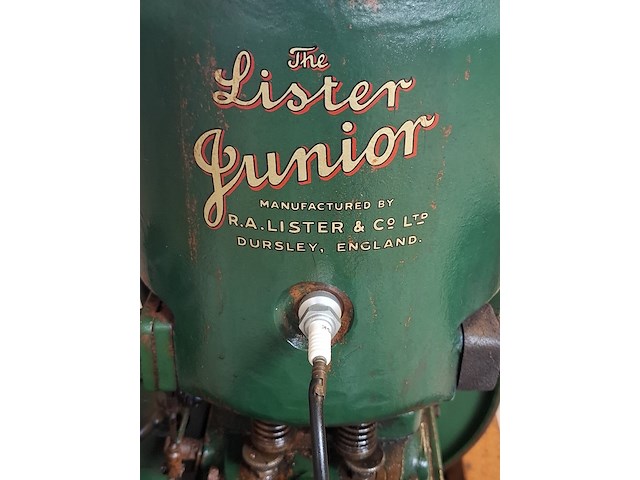 The
Lister
Junior
MANUFACTURED BY
R.A. LISTER & Co LTD
DURSLEY, ENGLAND.